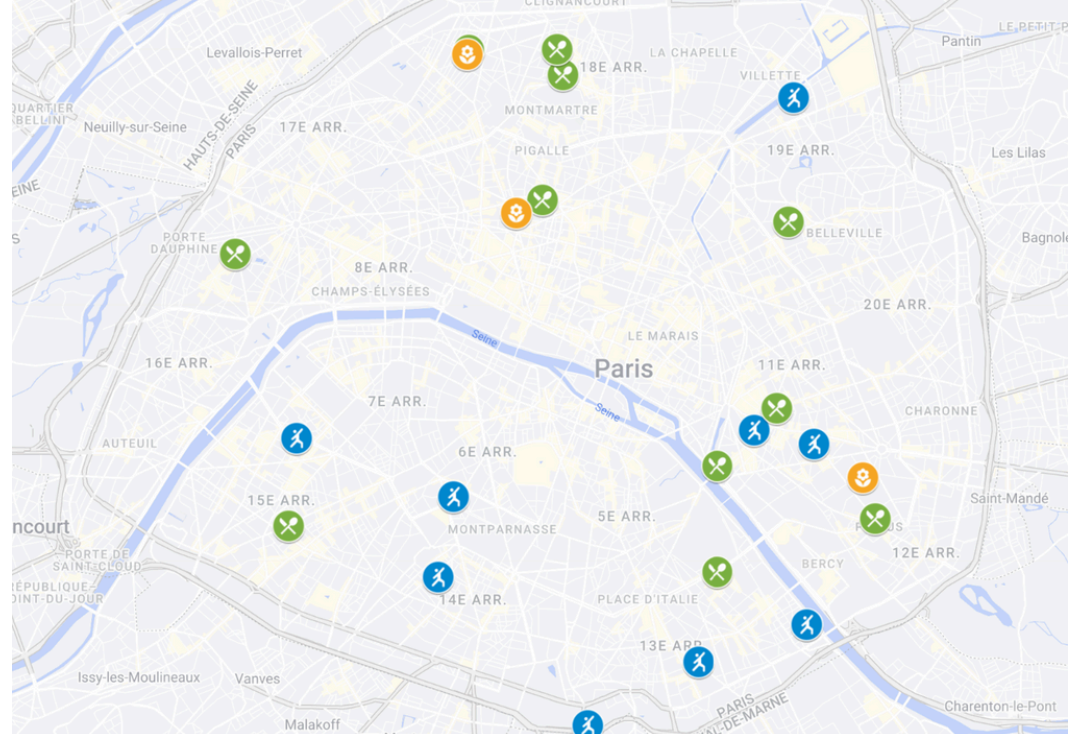 CLIGNANCOURT
LE PETIT P
Pantin
Levallois-Perret
LA CHAPELLE
18E ARR.
VILLETTE
QUARTIER
BELLINI
Neuilly-sur-Seine
HAUTS-DE-SEINE
PARIS
17E ARR.
MONTMARTRE
PIGALLE
19E ARR.
Les Lilas
EINE
S
PORTE
DAUPHINE
BELLEVILLE
Bagnole
8E ARR.
CHAMPS-ÉLYSÉES
20E ARR.
Seine
LE MARAIS
16E ARR.
Paris
11E ARR.
7E ARR.
Seine
CHARONNE
AUTEUIL
6E ARR.
15E ARR.
Saint-Mandé
ncourt
MONTPARNASSE
5E ARR.
12E ARR.
PORTE DE
SAINT-CLOUD
BERCY
RÉPUBLIQUE-
OINT-DU-JOUR
14E ARR.
PLACE D'ITALIE
13E ARR.
Issy-les-Moulineaux
Vanves
PARIS
AL-DE-MARNE
Charenton-le-Pont
Malakoff